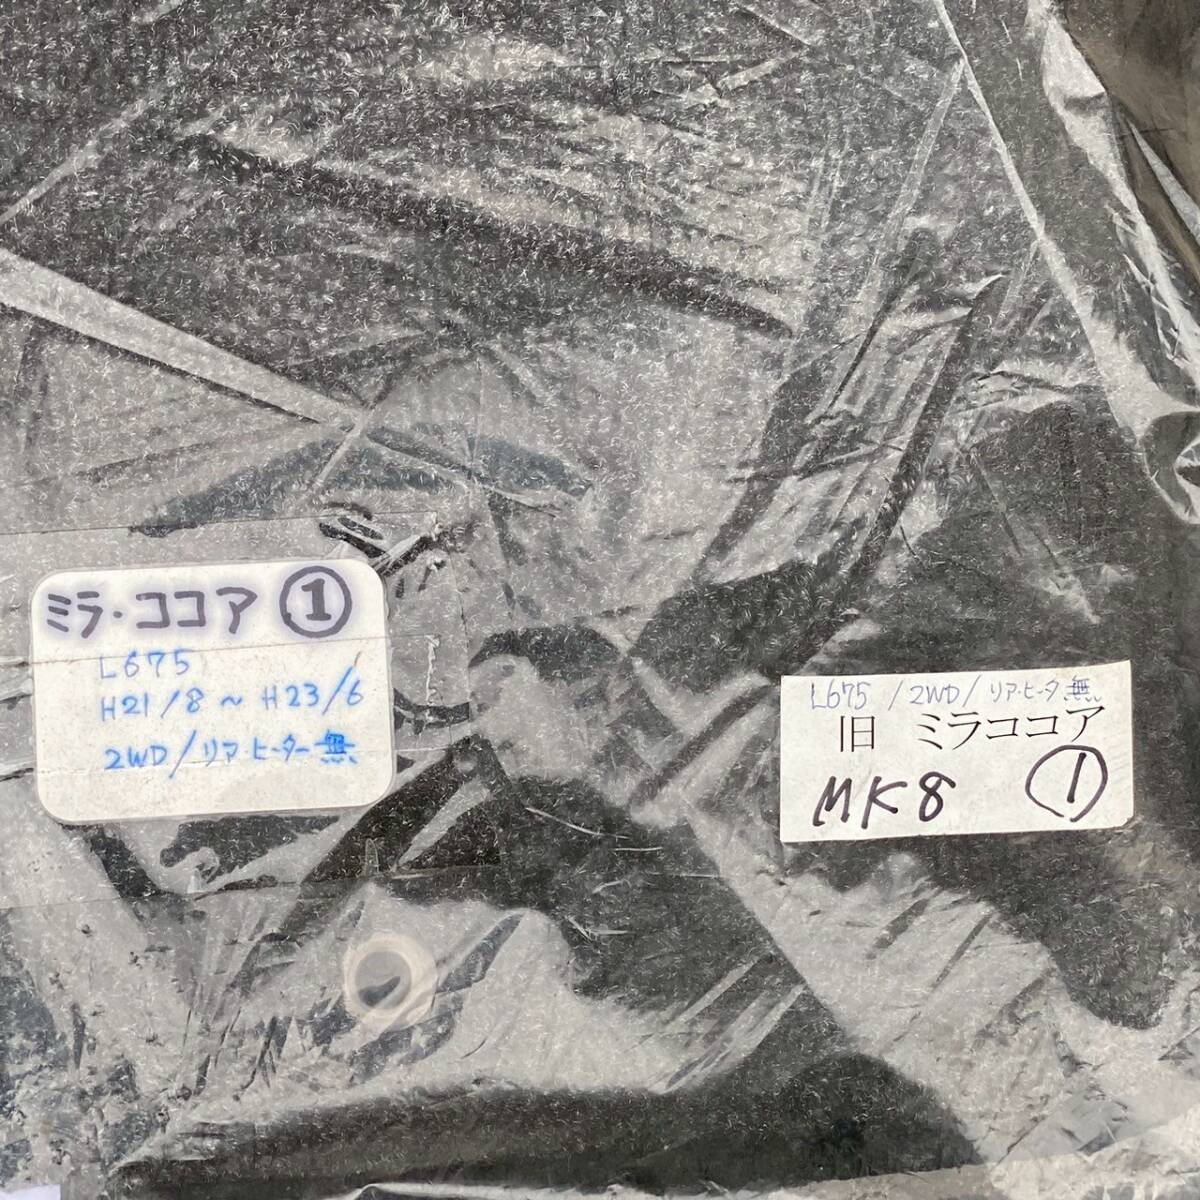 ミラ・ココア ①
L675
H21/8 ~ H23/6
2WD/リア ヒーター無
L675 /2WD/ リア・ヒータ無
旧 ミラココア
MK8 ①